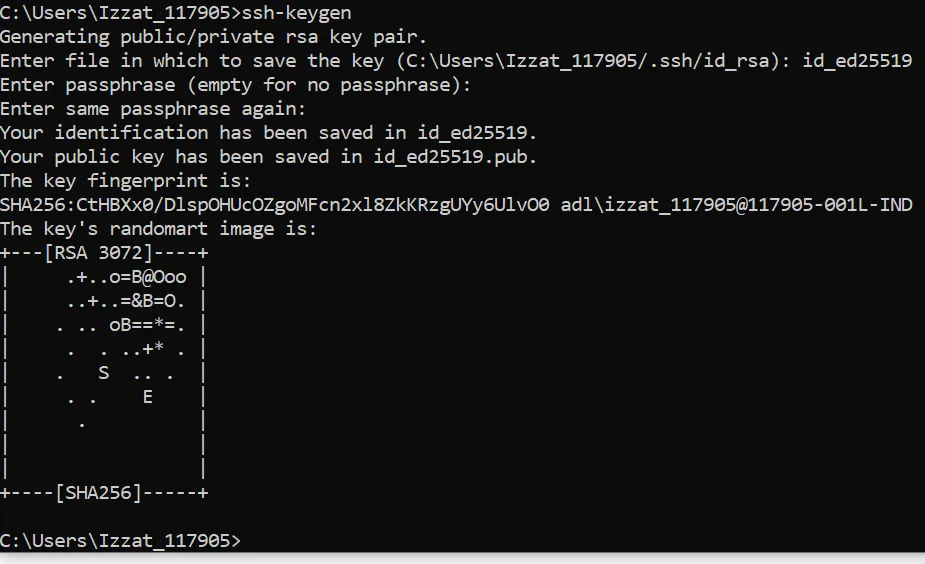 C:\Users\Izzat_117905>ssh-keygen
Generating public/private rsa key pair.
Enter file in which to save the key (C:\Users\Izzat_117905/.ssh/id_rsa): id_ed25519
Enter passphrase (empty for no passphrase):
Enter same passphrase again:
Your identification has been saved in id_ed25519.
Your public key has been saved in id_ed25519.pub.
The key fingerprint is:
SHA256:CtHBXx0/DlspOHUcOZgoMFcn2xl8ZkKRzgUYy6UlvO0 adl\izzat_117905@117905-001L-IND
The key's randomart image is:
+---[RSA 3072]----+
|     .+..o=B@Ooo |
|     ..+..=&B=O. |
|    . .. oB==*=. |
|     .  . ..+* . |
|    .   S  .. .  |
|     . .    E    |
|      .          |
|                 |
|                 |
+----[SHA256]-----+
C:\Users\Izzat_117905>